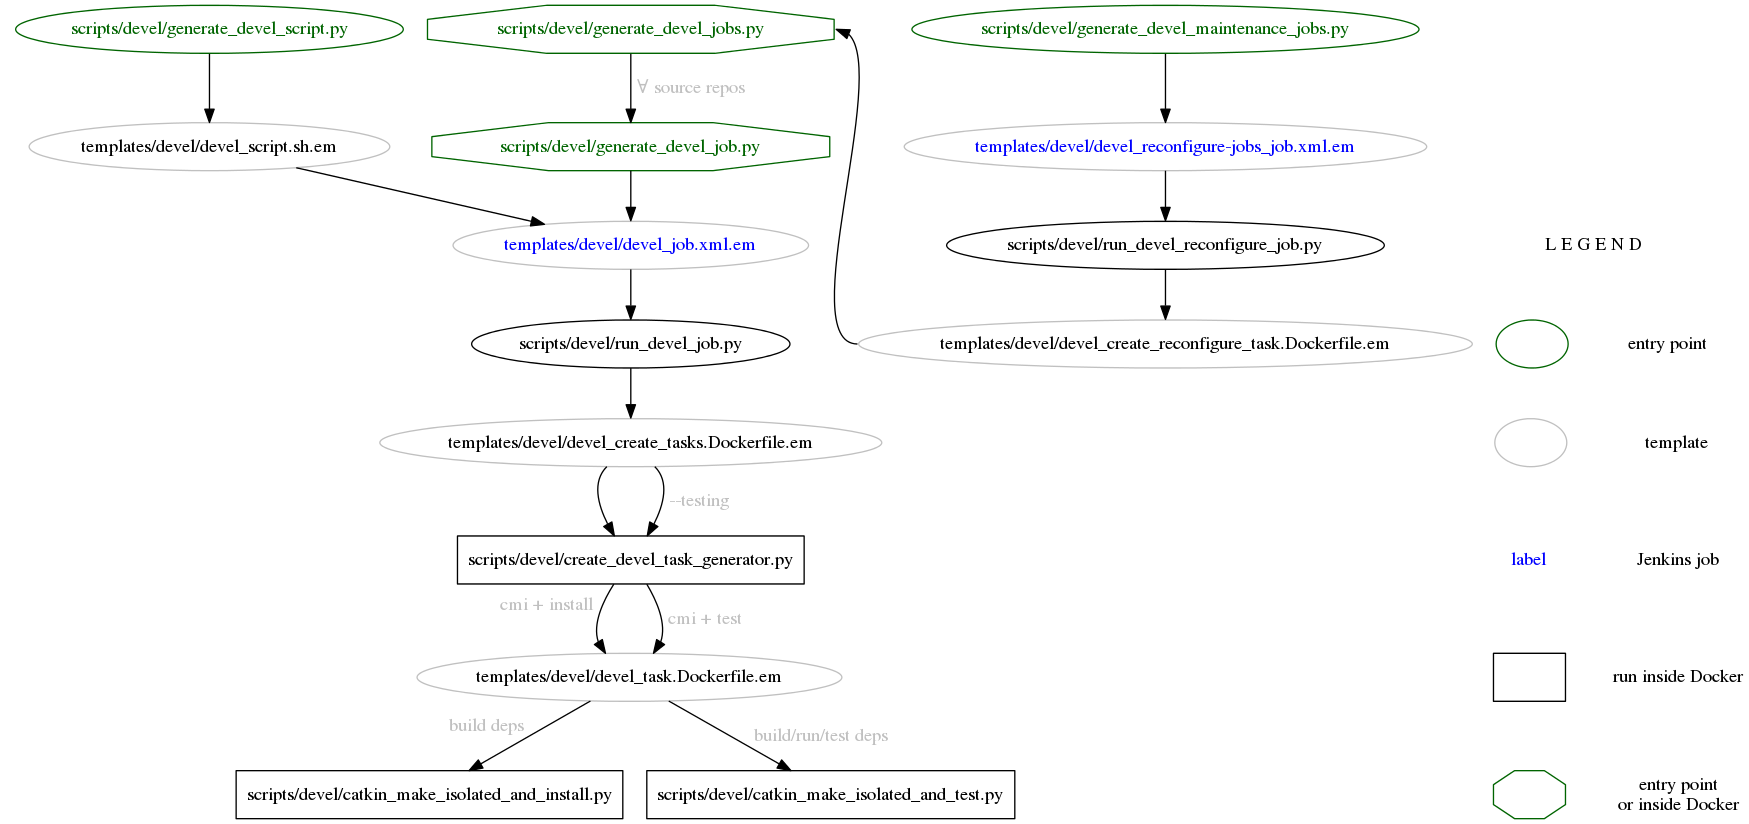 scripts/devel/generate_devel_script.py
scripts/devel/generate_devel_jobs.py
scripts/devel/generate_devel_maintenance_jobs.py
∀ source repos
templates/devel/devel_script.sh.em
scripts/devel/generate_devel_job.py
templates/devel/devel_reconfigure-jobs_job.xml.em
templates/devel/devel_job.xml.em
scripts/devel/run_devel_reconfigure_job.py
L E G E N D
scripts/devel/run_devel_job.py
templates/devel/devel_create_reconfigure_task.Dockerfile.em
entry point
templates/devel/devel_create_tasks.Dockerfile.em
template
--testing
scripts/devel/create_devel_task_generator.py
label
Jenkins job
cmi + install
cmi + test
templates/devel/devel_task.Dockerfile.em
run inside Docker
build deps
build/run/test deps
scripts/devel/catkin_make_isolated_and_install.py
scripts/devel/catkin_make_isolated_and_test.py
entry point
or inside Docker